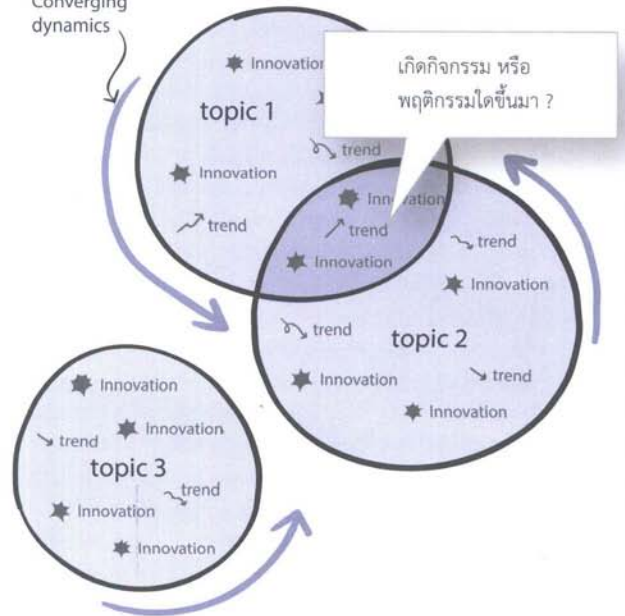 Converging
dynamics
Innovation
topic 1
เกิดกิจกรรม หรือ
พฤติกรรมใดขึ้นมา ?
trend
Innovation
trend
Innovation
trend
Innovation
trend
Innovation
trend
topic 2
Innovation
trend
Innovation
Innovation
trend
Innovation
topic 3
trend
Innovation
Innovation